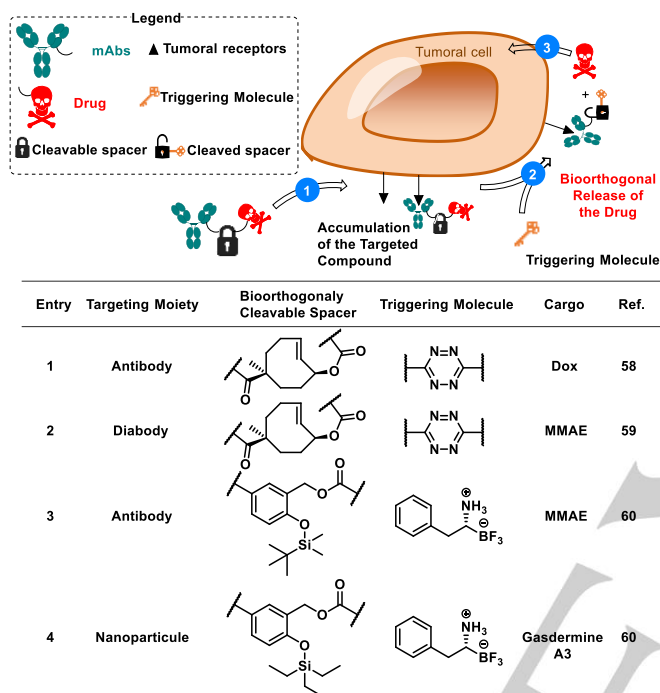 Legend
mAbs
Tumoral receptors
Drug
Triggering Molecule
Cleavable spacer
Cleaved spacer
Tumoral cell
3
+
1
2
Accumulation
of the Targeted
Compound
Bioorthogonal
Release of
the Drug
Triggering Molecule
Entry Targeting Moiety Bioorthogonaly Cleavable Spacer Triggering Molecule Cargo Ref.
O
O
O
N N
N N
1 Antibody Dox 58
O
O
O
N N
N N
2 Diabody MMAE 59
O
O
O
Si
⊕
NH3
⊖
BF3
3 Antibody MMAE 60
O
O
O
Si
⊕
NH3
⊖
BF3
4 Nanoparticule Gasdermine A3 60